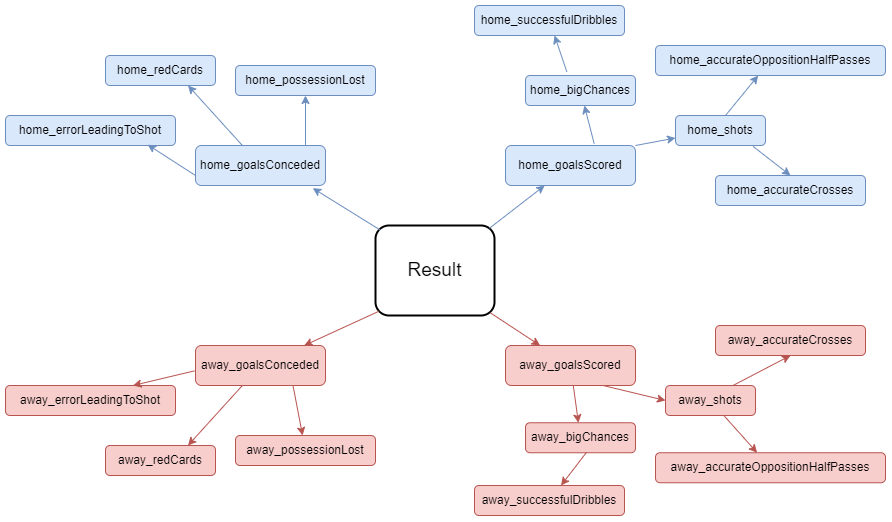 home_successfulDribbles
home_redCards
home_accurateOppositionHalfPasses
home_possessionLost
home_bigChances
home_errorLeadingToShot
home_shots
home_goalsConceded
home_goalsScored
home_accurateCrosses
Result
away_accurateCrosses
away_goalsConceded
away_goalsScored
away_errorLeadingToShot
away_shots
away_bigChances
away_possessionLost
away_redCards
away_accurateOppositionHalfPasses
away_successfulDribbles